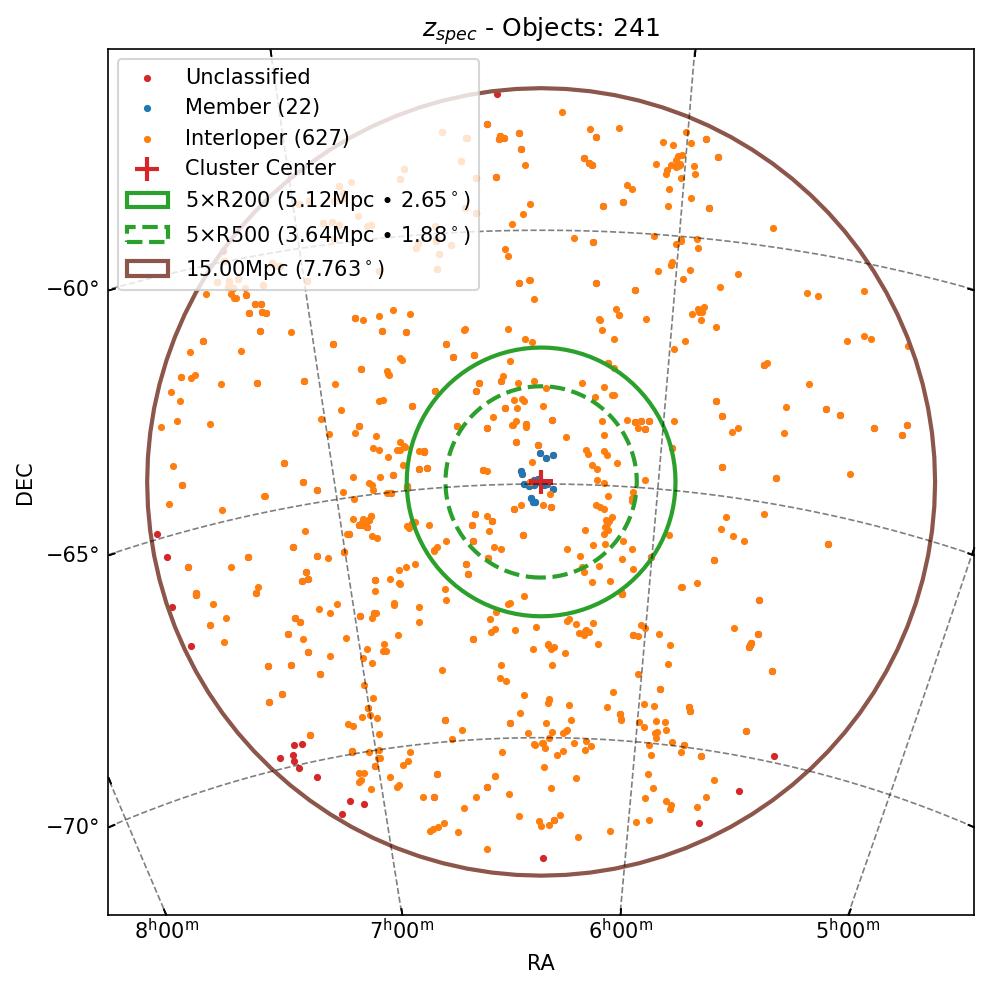 z_spec - Objects: 241
Unclassified
Member (22)
Interloper (627)
Cluster Center
5×R200 (5.12Mpc • 2.65°)
5×R500 (3.64Mpc • 1.88°)
15.00Mpc (7.763°)
−60°
−65°
−70°
DEC
8h00m 7h00m 6h00m 5h00m
RA